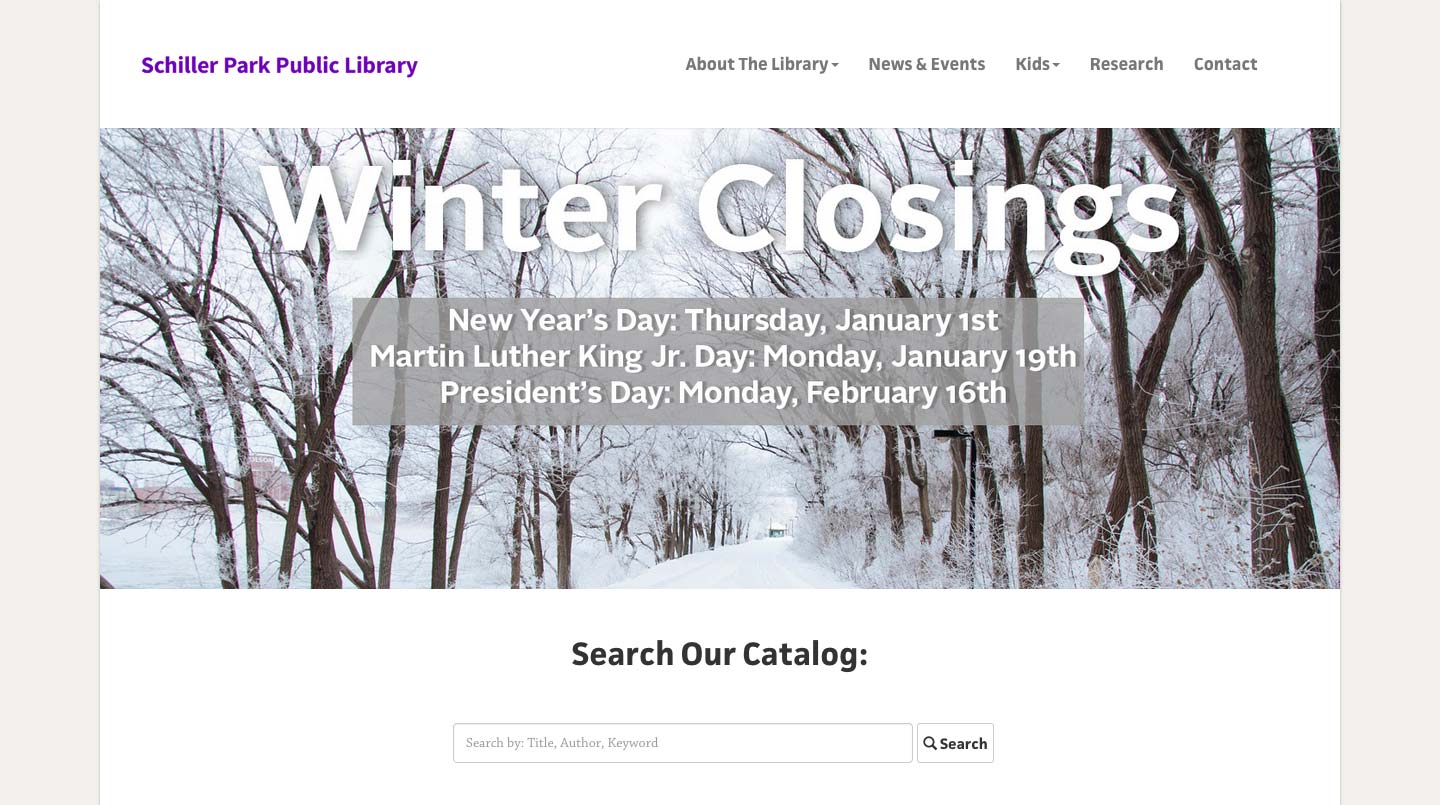 Schiller Park Public Library
About The Library
News & Events
Kids
Research
Contact
Winter Closings
New Year’s Day: Thursday, January 1st
Martin Luther King Jr. Day: Monday, January 19th
President’s Day: Monday, February 16th
Search Our Catalog:
Search by: Title, Author, Keyword
Search